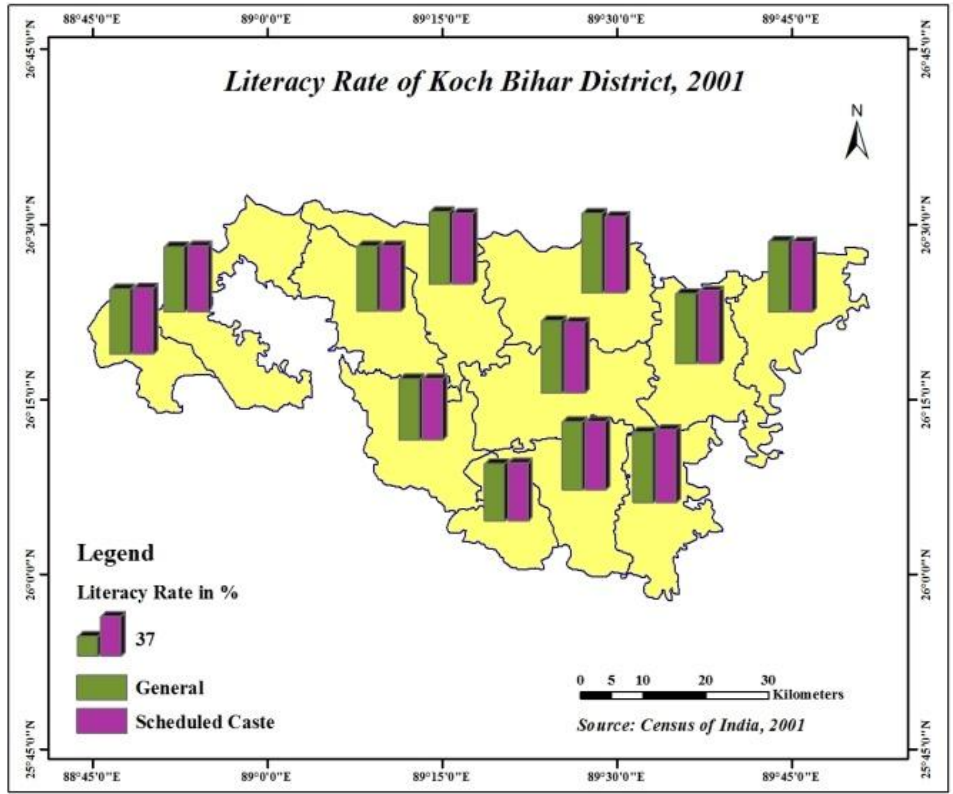 88°45'0"E 89°0'0"E 89°15'0"E 89°30'0"E 89°45'0"E
Literacy Rate of Koch Bihar District, 2001
N
26°45'0"N 26°45'0"N
26°30'0"N 26°30'0"N
26°15'0"N 26°15'0"N
26°0'0"N 26°0'0"N
25°45'0"N 25°45'0"N
Legend
Literacy Rate in %
37
General
Scheduled Caste
0 5 10 20 30
Kilometers
Source: Census of India, 2001
88°45'0"E 89°0'0"E 89°15'0"E 89°30'0"E 89°45'0"E